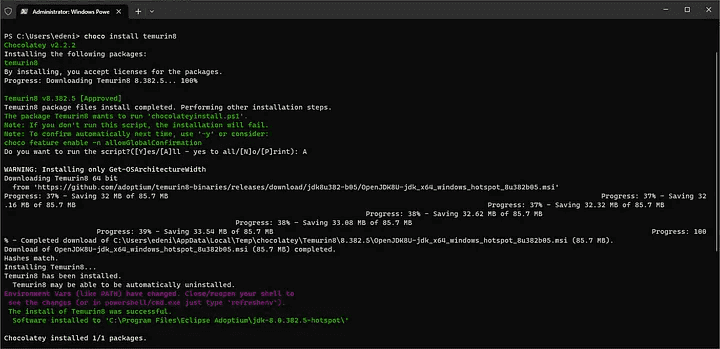 Administrator: Windows Powe
PS C:\Users\edeni> choco install temurin8
Chocolatey v2.2.2
Installing the following packages:
temurin8
By installing, you accept licenses for the packages.
Progress: Downloading Temurin8 8.382.5... 100%
Temurin8 v8.382.5 [Approved]
Temurin8 package files install completed. Performing other installation steps.
The package Temurin8 wants to run 'chocolateyinstall.ps1'.
Note: If you don't run this script, the installation will fail.
Note: To confirm automatically next time, use '-y' or consider:
choco feature enable -n allowGlobalConfirmation
Do you want to run the script?([Y]es/[A]ll - yes to all/[N]o/[P]rint): A
WARNING: Installing only Get-OSArchitectureWidth
Downloading Temurin8 64 bit
from 'https://github.com/adoptium/temurin8-binaries/releases/download/jdk8u382-b05/OpenJDK8U-jdk_x64_windows_hotspot_8u382b05.msi'
Progress: 37% - Saving 32 MB of 85.7 MB Progress: 37% - Saving 32
.16 MB of 85.7 MB Progress: 37% - Saving 32.32 MB of 85.7 MB
Progress: 38% - Saving 32.62 MB of 85.7 MB
Progress: 38% - Saving 33.08 MB of 85.7 MB
Progress: 39% - Saving 33.54 MB of 85.7 MB Progress: 100
% - Completed download of C:\Users\edeni\AppData\Local\Temp\chocolatey\Temurin8\8.382.5\OpenJDK8U-jdk_x64_windows_hotspot_8u382b05.msi (85.7 MB).
Download of OpenJDK8U-jdk_x64_windows_hotspot_8u382b05.msi (85.7 MB) completed.
Hashes match.
Installing Temurin8...
Temurin8 has been installed.
Temurin8 may be able to be automatically uninstalled.
Environment Vars (like PATH) have changed. Close/reopen your shell to
see the changes (or in powershell/cmd.exe just type 'refreshenv').
The install of Temurin8 was successful.
Software installed to 'C:\Program Files\Eclipse Adoptium\jdk-8.0.382.5-hotspot\'
Chocolatey installed 1/1 packages.